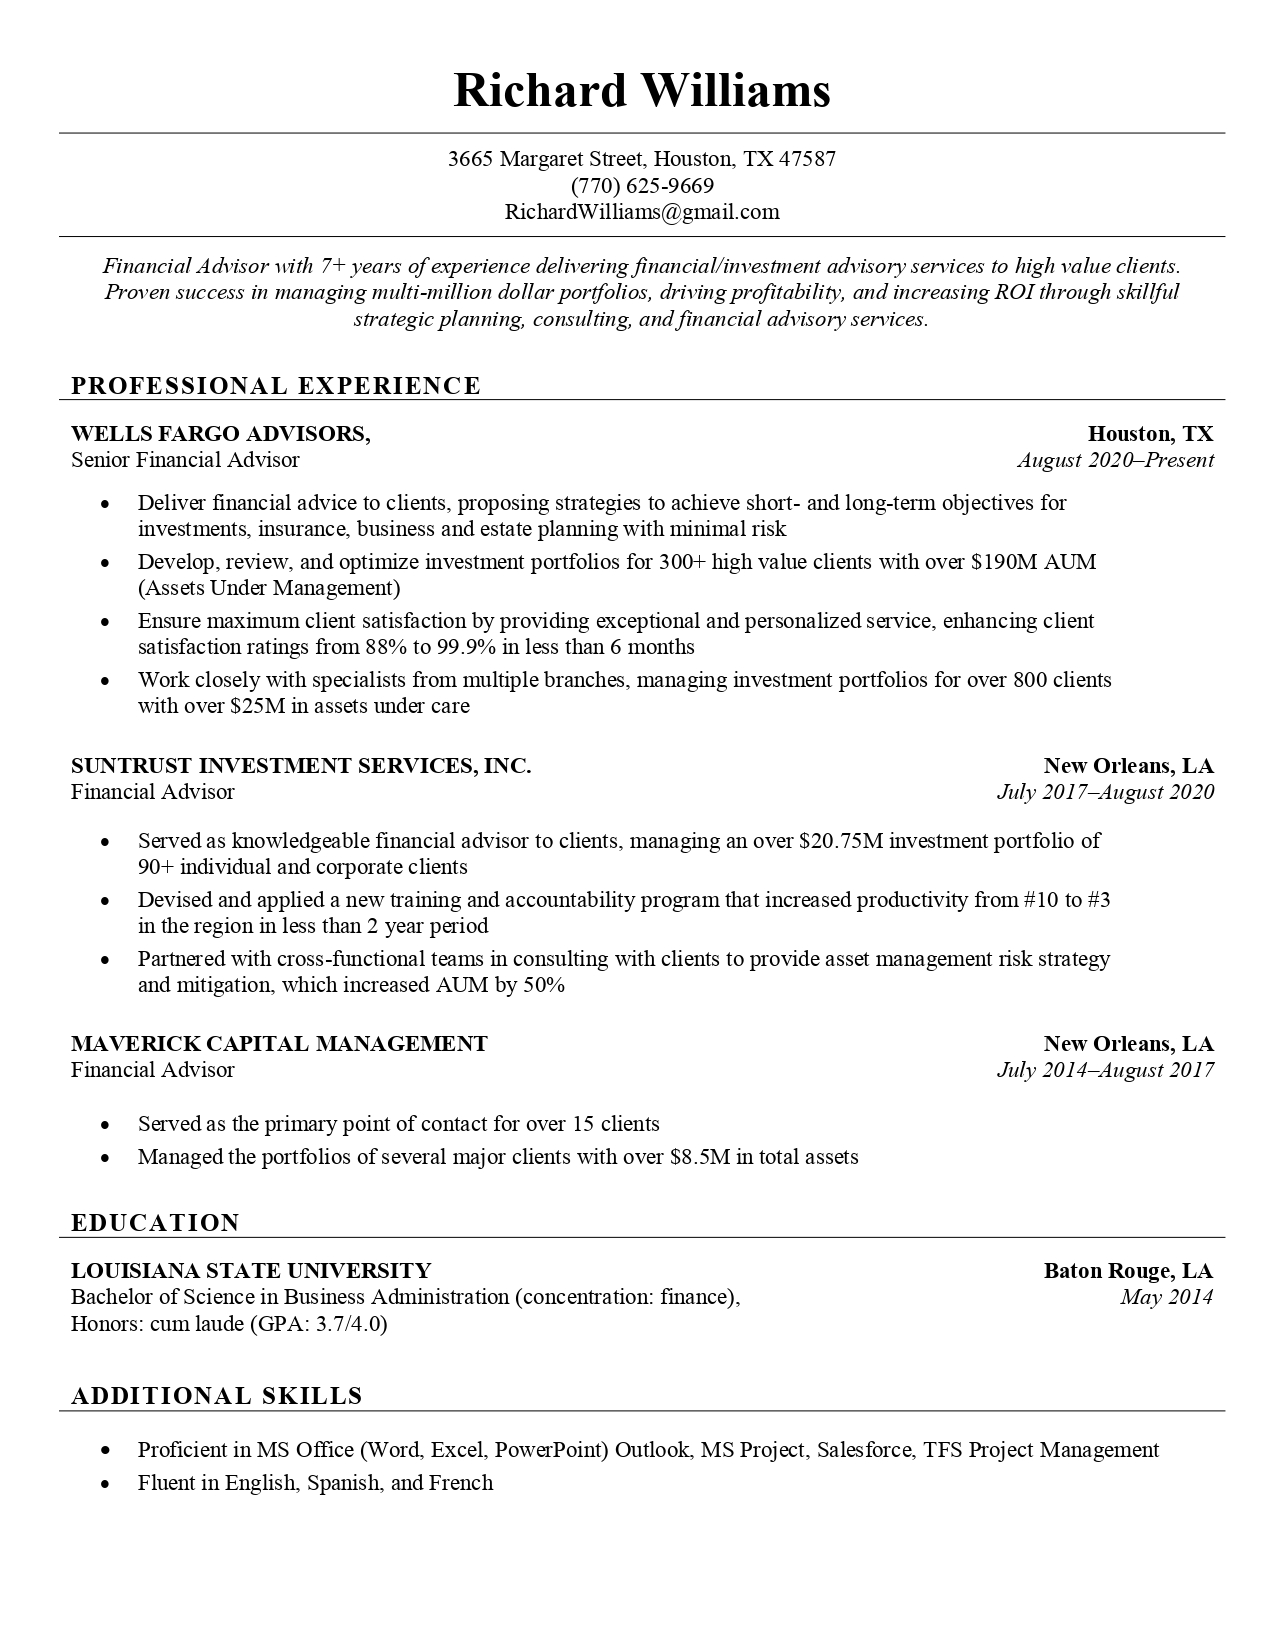 Richard Williams
3665 Margaret Street, Houston, TX 47587
(770) 625-9669
RichardWilliams@gmail.com
Financial Advisor with 7+ years of experience delivering financial/investment advisory services to high value clients.
Proven success in managing multi-million dollar portfolios, driving profitability, and increasing ROI through skillful
strategic planning, consulting, and financial advisory services.
PROFESSIONAL EXPERIENCE
WELLS FARGO ADVISORS, Houston, TX
Senior Financial Advisor August 2020–Present
• Deliver financial advice to clients, proposing strategies to achieve short- and long-term objectives for
investments, insurance, business and estate planning with minimal risk
• Develop, review, and optimize investment portfolios for 300+ high value clients with over $190M AUM
(Assets Under Management)
• Ensure maximum client satisfaction by providing exceptional and personalized service, enhancing client
satisfaction ratings from 88% to 99.9% in less than 6 months
• Work closely with specialists from multiple branches, managing investment portfolios for over 800 clients
with over $25M in assets under care
SUNTRUST INVESTMENT SERVICES, INC. New Orleans, LA
Financial Advisor July 2017–August 2020
• Served as knowledgeable financial advisor to clients, managing an over $20.75M investment portfolio of
90+ individual and corporate clients
• Devised and applied a new training and accountability program that increased productivity from #10 to #3
in the region in less than 2 year period
• Partnered with cross-functional teams in consulting with clients to provide asset management risk strategy
and mitigation, which increased AUM by 50%
MAVERICK CAPITAL MANAGEMENT New Orleans, LA
Financial Advisor July 2014–August 2017
• Served as the primary point of contact for over 15 clients
• Managed the portfolios of several major clients with over $8.5M in total assets
EDUCATION
LOUISIANA STATE UNIVERSITY Baton Rouge, LA
Bachelor of Science in Business Administration (concentration: finance), May 2014
Honors: cum laude (GPA: 3.7/4.0)
ADDITIONAL SKILLS
• Proficient in MS Office (Word, Excel, PowerPoint) Outlook, MS Project, Salesforce, TFS Project Management
• Fluent in English, Spanish, and French